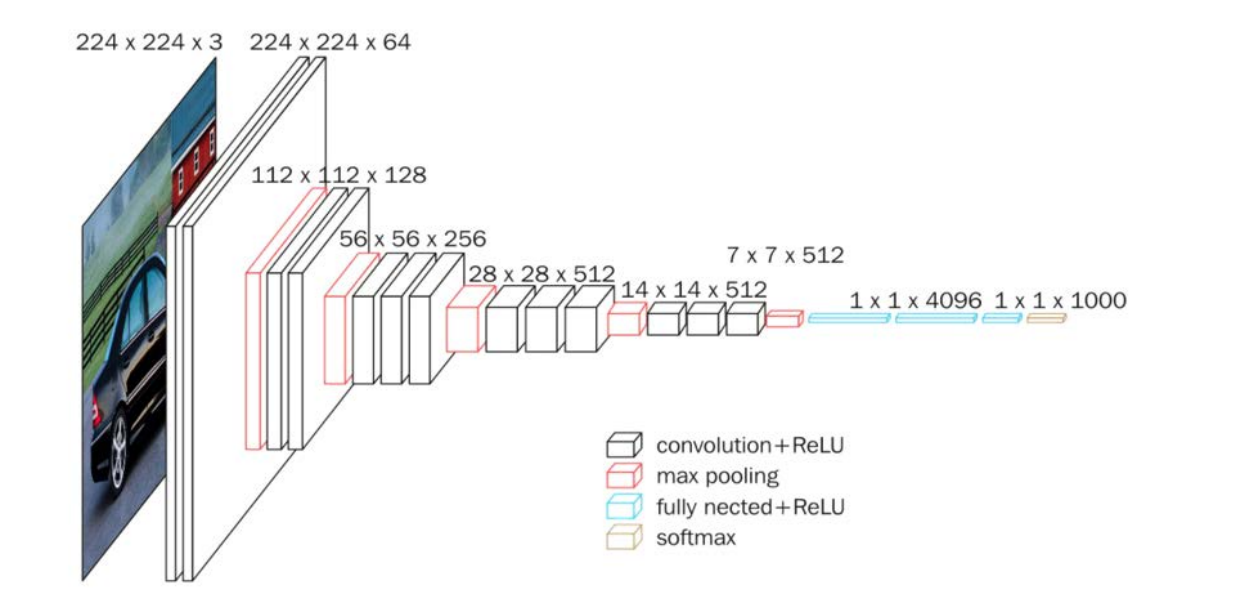 224 x 224 x 3
224 x 224 x 64
112 x 112 x 128
56 x 56 x 256
28 x 28 x 512
14 x 14 x 512
7 x 7 x 512
1 x 1 x 4096
1 x 1 x 1000
convolution+ReLU
max pooling
fully nected+ReLU
softmax